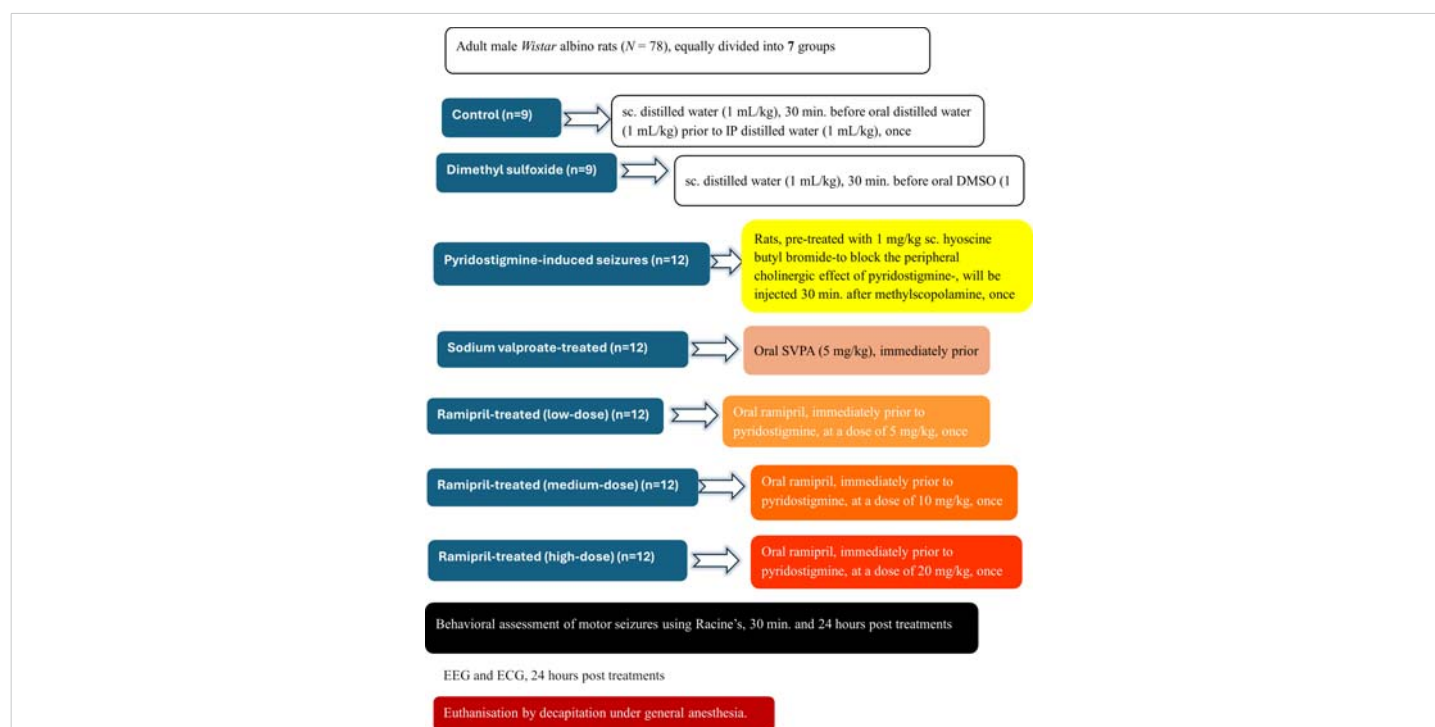 Adult male Wistar albino rats (N = 78), equally divided into 7 groups
Control (n=9)
sc. distilled water (1 mL/kg), 30 min. before oral distilled water
(1 mL/kg) prior to IP distilled water (1 mL/kg), once
Dimethyl sulfoxide (n=9)
sc. distilled water (1 mL/kg), 30 min. before oral DMSO (1
Pyridostigmine-induced seizures (n=12)
Rats, pre-treated with 1 mg/kg sc. hyoscine
butyl bromide-to block the peripheral
cholinergic effect of pyridostigmine-, will be
injected 30 min. after methylscopolamine, once
Sodium valproate-treated (n=12)
Oral SVPA (5 mg/kg), immediately prior
Ramipril-treated (low-dose) (n=12)
Oral ramipril, immediately prior to
pyridostigmine, at a dose of 5 mg/kg, once
Ramipril-treated (medium-dose) (n=12)
Oral ramipril, immediately prior to
pyridostigmine, at a dose of 10 mg/kg, once
Ramipril-treated (high-dose) (n=12)
Oral ramipril, immediately prior to
pyridostigmine, at a dose of 20 mg/kg, once
Behavioral assessment of motor seizures using Racine's, 30 min. and 24 hours post treatments
EEG and ECG, 24 hours post treatments
Euthanisation by decapitation under general anesthesia.